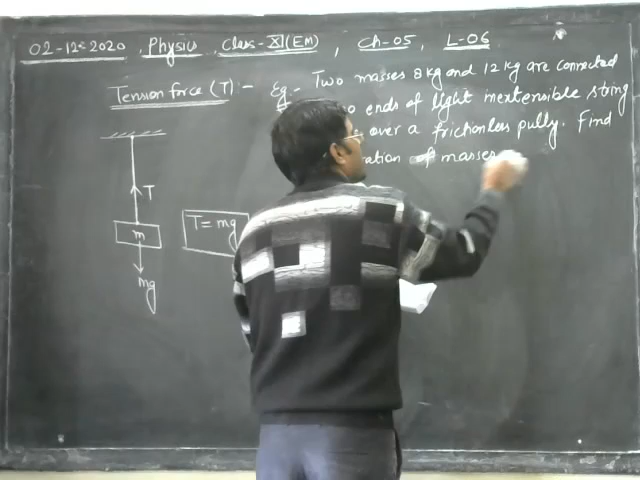 02-12-2020, Physics, Class-XI(EM), Ch-05, L-06
Tension force (T):- Eg.- Two masses 8 kg and 12 kg are connected
ends of light inextensible string
over a frictionless pully. Find
of masses
T
T=mg
m
mg